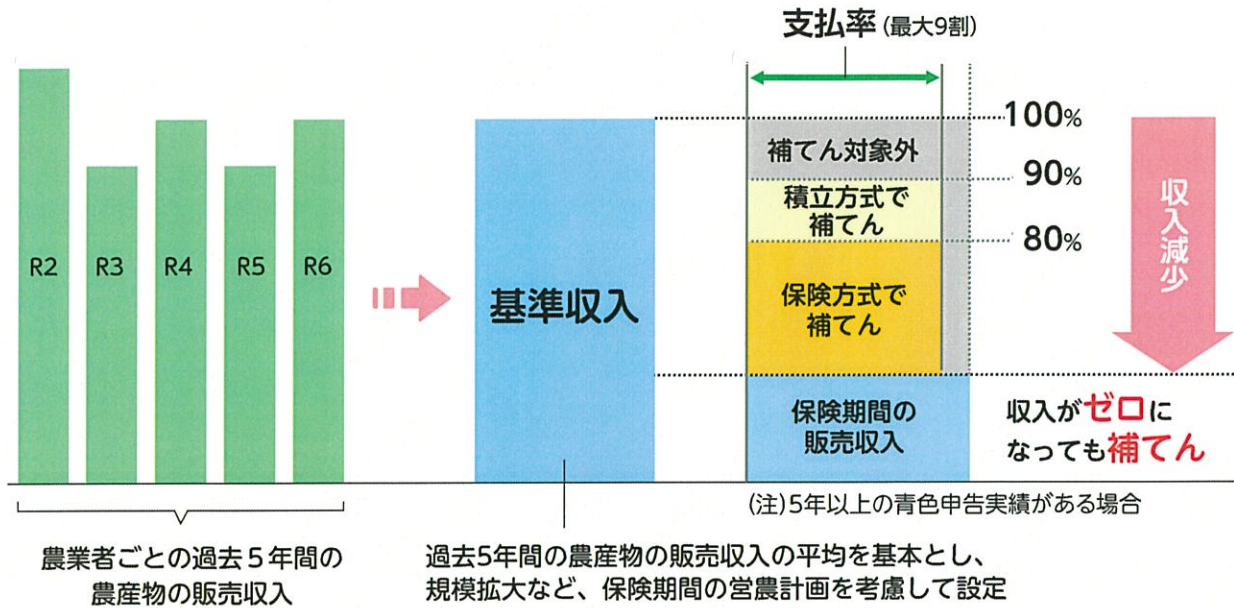 支払率 (最大9割)
100%
補てん対象外
90%
積立方式で
補てん
80%
保険方式で
補てん
収入減少
R2
R3
R4
R5
R6
基準収入
保険期間の
販売収入
収入がゼロに
なっても補てん
(注)5年以上の青色申告実績がある場合
農業者ごとの過去5年間の
農産物の販売収入
過去5年間の農産物の販売収入の平均を基本とし、
規模拡大など、保険期間の営農計画を考慮して設定